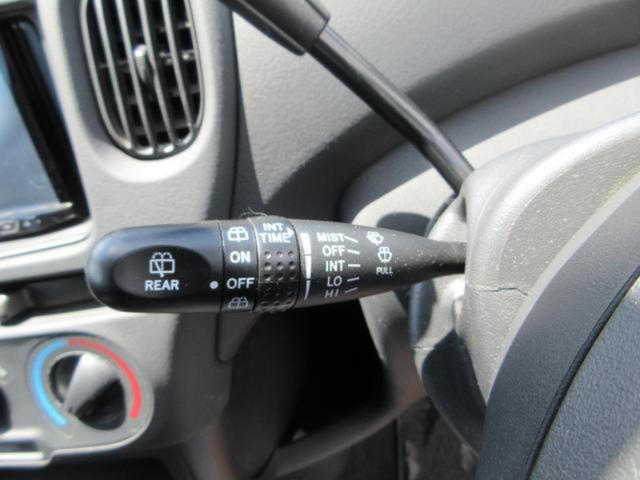 REAR
ON
OFF
INT
TIME
MIST
OFF
INT
LO
HI
PULL